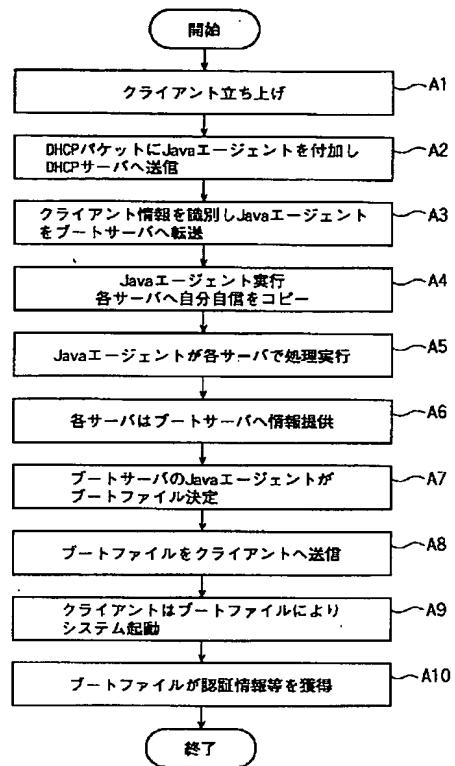 開始
クライアント立ち上げ
A1
DHCPパケットにJavaエージェントを付加し
DHCPサーバへ送信
A2
クライアント情報を識別しJavaエージェント
をブートサーバへ転送
A3
Javaエージェント実行
各サーバへ自分自信をコピー
A4
Javaエージェントが各サーバで処理実行
A5
各サーバはブートサーバへ情報提供
A6
ブートサーバのJavaエージェントが
ブートファイル決定
A7
ブートファイルをクライアントへ送信
A8
クライアントはブートファイルにより
システム起動
A9
ブートファイルが認証情報等を獲得
A10
終了